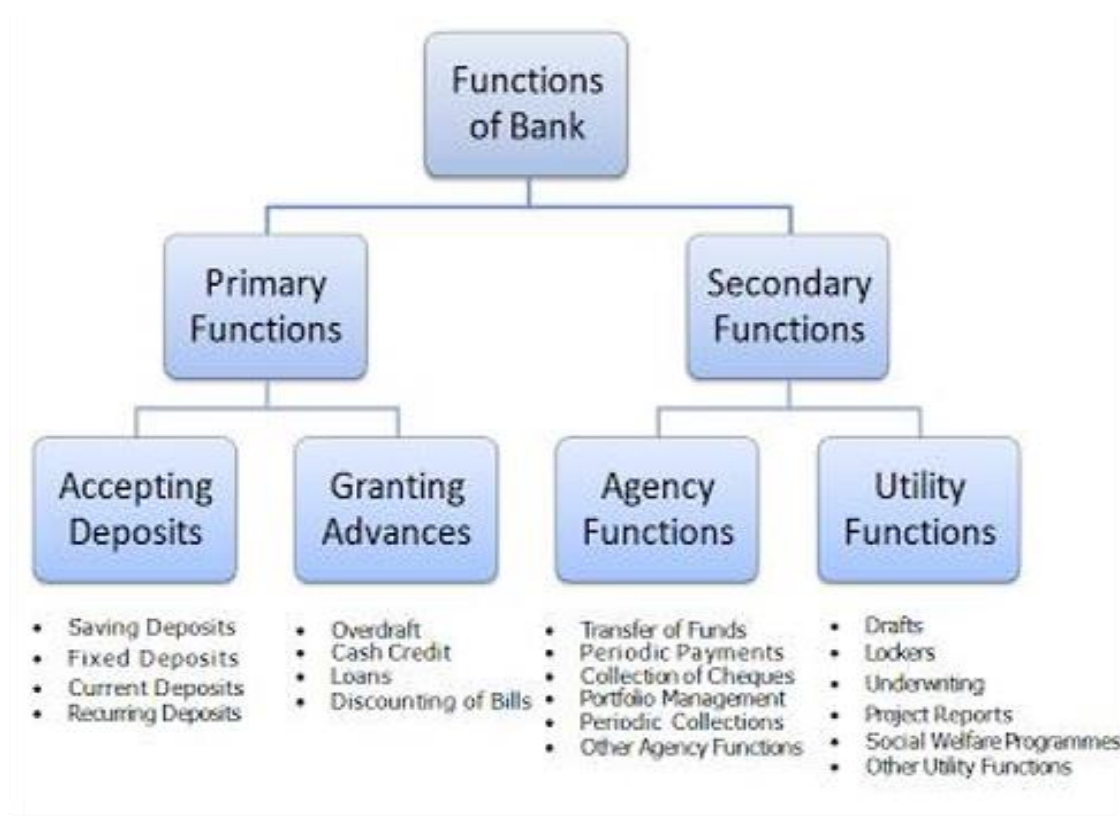 Functions
of Bank
Primary
Functions
Secondary
Functions
Accepting
Deposits
Granting
Advances
Agency
Functions
Utility
Functions
• Saving Deposits
• Fixed Deposits
• Current Deposits
• Recurring Deposits
• Overdraft
• Cash Credit
• Loans
• Discounting of Bills
• Transfer of Funds
• Periodic Payments
• Collection of Cheques
• Portfolio Management
• Periodic Collections
• Other Agency Functions
• Drafts
• Lockers
• Underwriting
• Project Reports
• Social Welfare Programmes
• Other Utility Functions